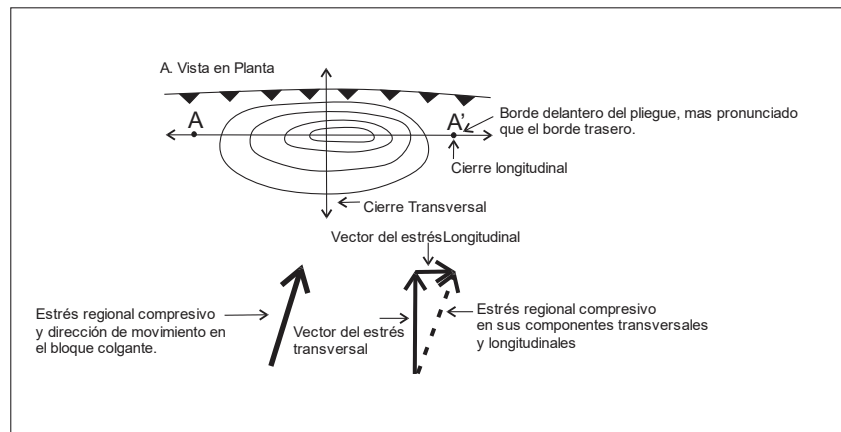 A. Vista en Planta
A
A'
Borde delantero del pliegue, mas pronunciado
que el borde trasero.
Cierre longitudinal
Cierre Transversal
Vector del estrésLongitudinal
Estrés regional compresivo
y dirección de movimiento en
el bloque colgante.
Vector del estrés
transversal
Estrés regional compresivo
en sus componentes transversales
y longitudinales